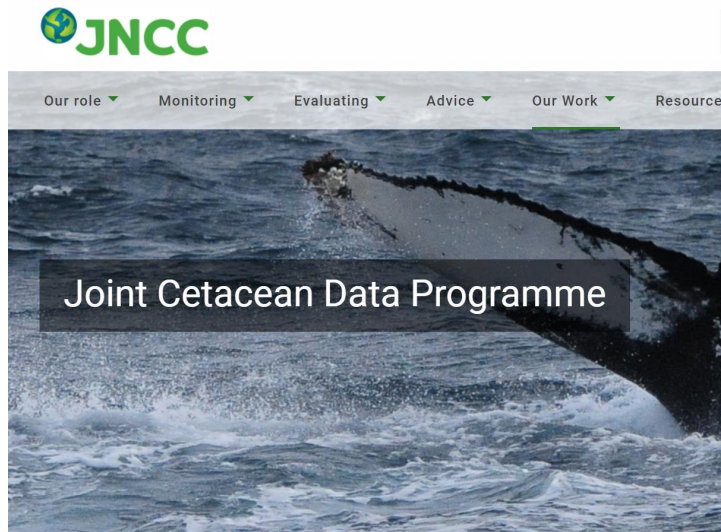 JNCC
Our role Monitoring Evaluating Advice Our Work Resource
Joint Cetacean Data Programme